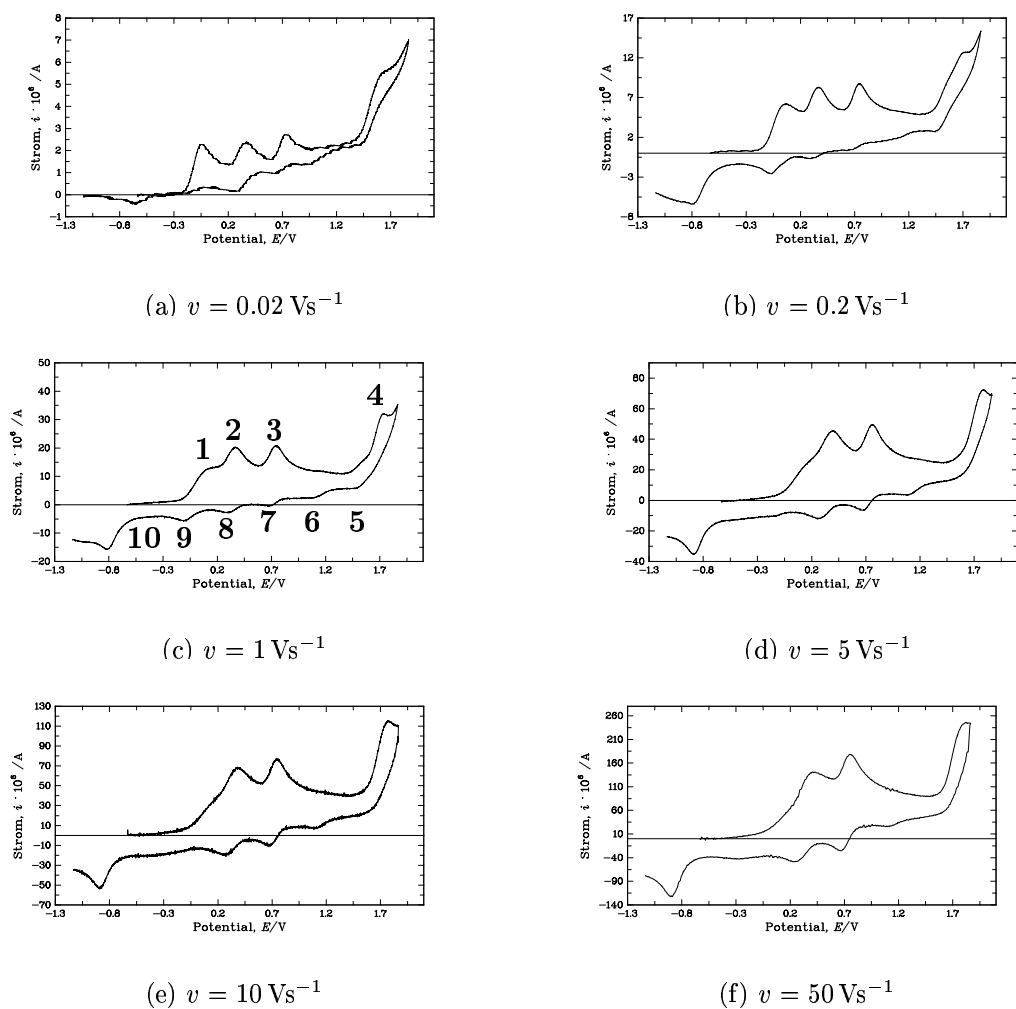 8
7
6
5
4
3
2
1
0
−1
Strom, i · 10⁶ /A
−1.3 −0.8 −0.3 0.2 0.7 1.2 1.7
Potential, E/V
(a) v = 0.02 Vs⁻¹
17
12
7
2
−3
−8
Strom, i · 10⁶ /A
−1.3 −0.8 −0.3 0.2 0.7 1.2 1.7
Potential, E/V
(b) v = 0.2 Vs⁻¹
50
40
30
20
10
0
−10
−20
Strom, i · 10⁶ /A
1 2 3 4
10 9 8 7 6 5
−1.3 −0.8 −0.3 0.2 0.7 1.2 1.7
Potential, E/V
(c) v = 1 Vs⁻¹
80
60
40
20
0
−20
−40
Strom, i · 10⁶ /A
−1.3 −0.8 −0.3 0.2 0.7 1.2 1.7
Potential, E/V
(d) v = 5 Vs⁻¹
130
110
90
70
50
30
10
−10
−30
−50
−70
Strom, i · 10⁶ /A
−1.3 −0.8 −0.3 0.2 0.7 1.2 1.7
Potential, E/V
(e) v = 10 Vs⁻¹
260
210
160
110
60
10
−40
−90
−140
Strom, i · 10⁶ /A
−1.3 −0.8 −0.3 0.2 0.7 1.2 1.7
Potential, E/V
(f) v = 50 Vs⁻¹